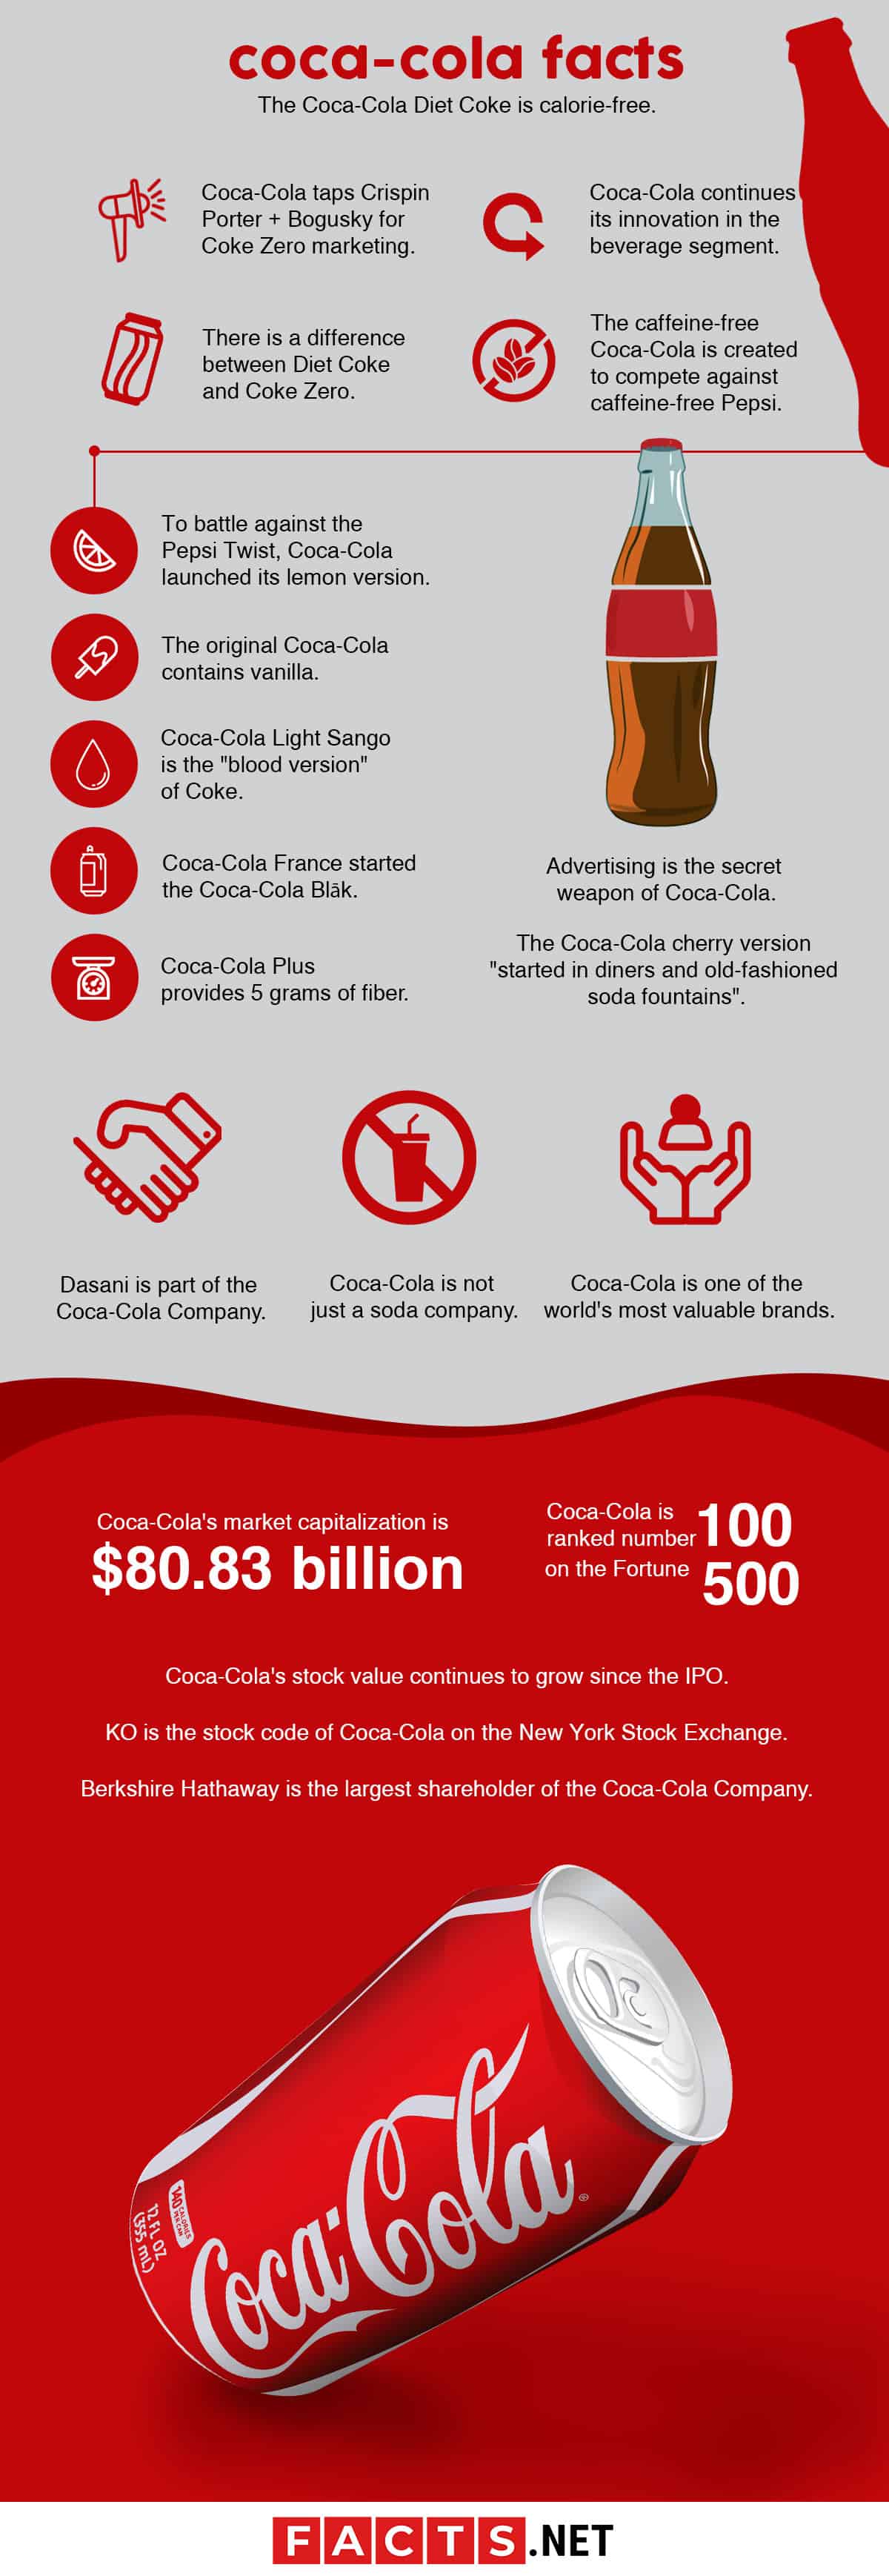 coca-cola facts
The Coca-Cola Diet Coke is calorie-free.
Coca-Cola taps Crispin
Porter + Bogusky for
Coke Zero marketing.
Coca-Cola continues
its innovation in the
beverage segment.
There is a difference
between Diet Coke
and Coke Zero.
The caffeine-free
Coca-Cola is created
to compete against
caffeine-free Pepsi.
To battle against the
Pepsi Twist, Coca-Cola
launched its lemon version.
The original Coca-Cola
contains vanilla.
Coca-Cola Light Sango
is the "blood version"
of Coke.
Coca-Cola France started
the Coca-Cola Blāk.
Coca-Cola Plus
provides 5 grams of fiber.
Advertising is the secret
weapon of Coca-Cola.
The Coca-Cola cherry version
"started in diners and old-fashioned
soda fountains".
Dasani is part of the
Coca-Cola Company.
Coca-Cola is not
just a soda company.
Coca-Cola is one of the
world's most valuable brands.
Coca-Cola's market capitalization is
$80.83 billion
Coca-Cola is
ranked number 100
on the Fortune 500
Coca-Cola's stock value continues to grow since the IPO.
KO is the stock code of Coca-Cola on the New York Stock Exchange.
Berkshire Hathaway is the largest shareholder of the Coca-Cola Company.
Coca-Cola ®
140 CALORIES
PER CAN
12 FL OZ
(355 mL)
FACTS.NET